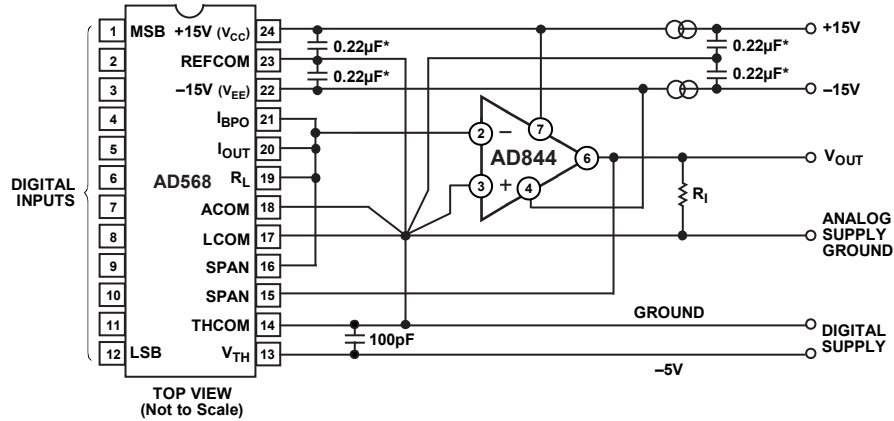 1 MSB +15V (VCC) 24
2 REFCOM 23
3 –15V (VEE) 22
4 IBPO 21
5 IOUT 20
6 AD568 RL 19
7 ACOM 18
8 LCOM 17
9 SPAN 16
10 SPAN 15
11 THCOM 14
12 LSB VTH 13
DIGITAL
INPUTS
TOP VIEW
(Not to Scale)
0.22µF*
0.22µF*
100pF
2 –
3 +
AD844
7
4
6
RI
0.22µF*
0.22µF*
+15V
–15V
VOUT
ANALOG
SUPPLY
GROUND
GROUND
DIGITAL
SUPPLY
–5V